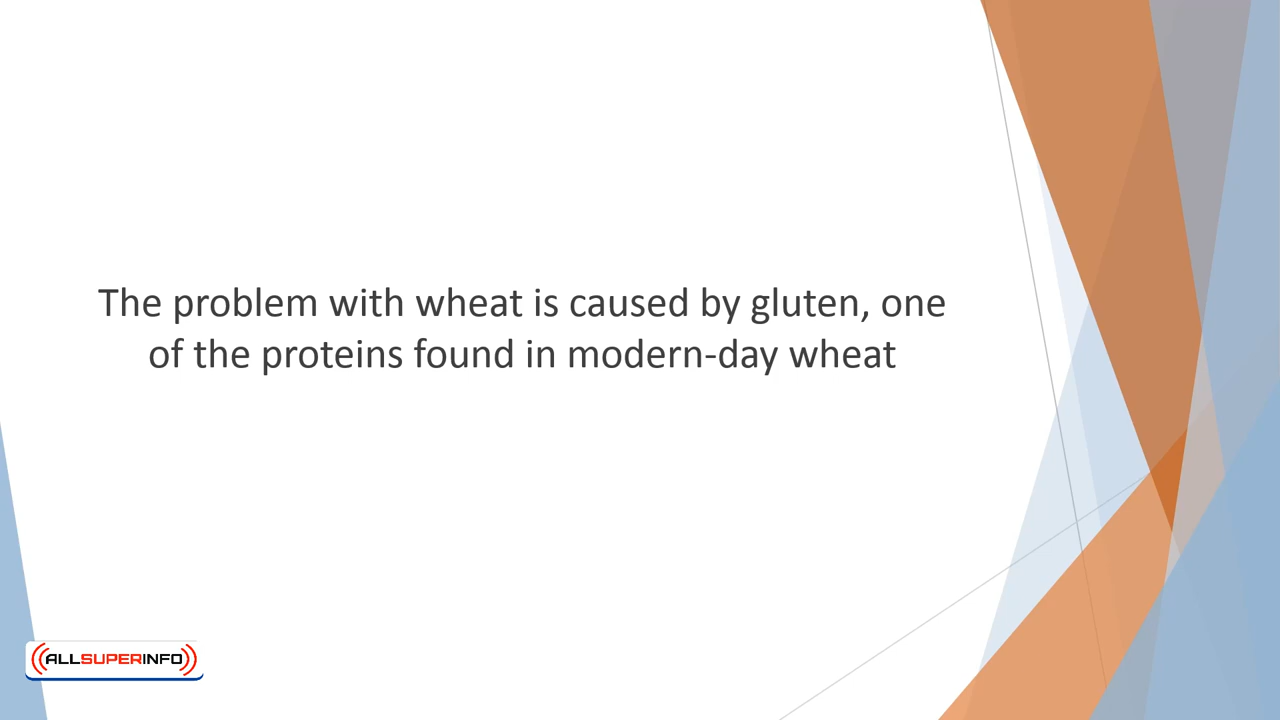 The problem with wheat is caused by gluten, one
of the proteins found in modern-day wheat
ALLSUPERINFO